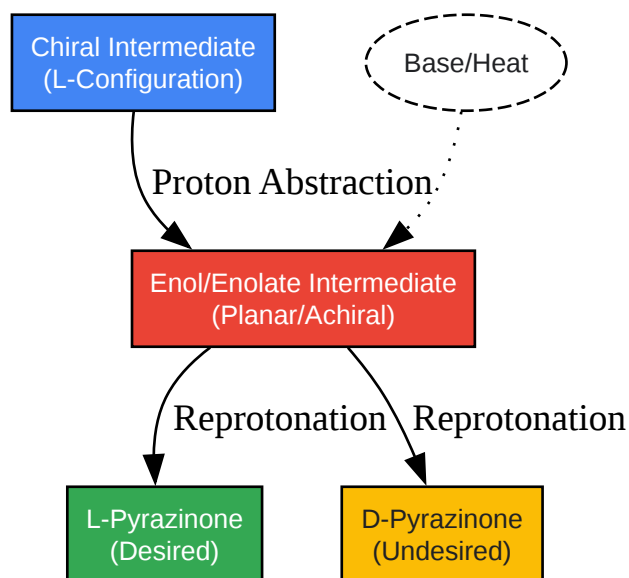 Chiral Intermediate
(L-Configuration)
Base/Heat
Proton Abstraction
Enol/Enolate Intermediate
(Planar/Achiral)
Reprotonation
Reprotonation
L-Pyrazinone
(Desired)
D-Pyrazinone
(Undesired)